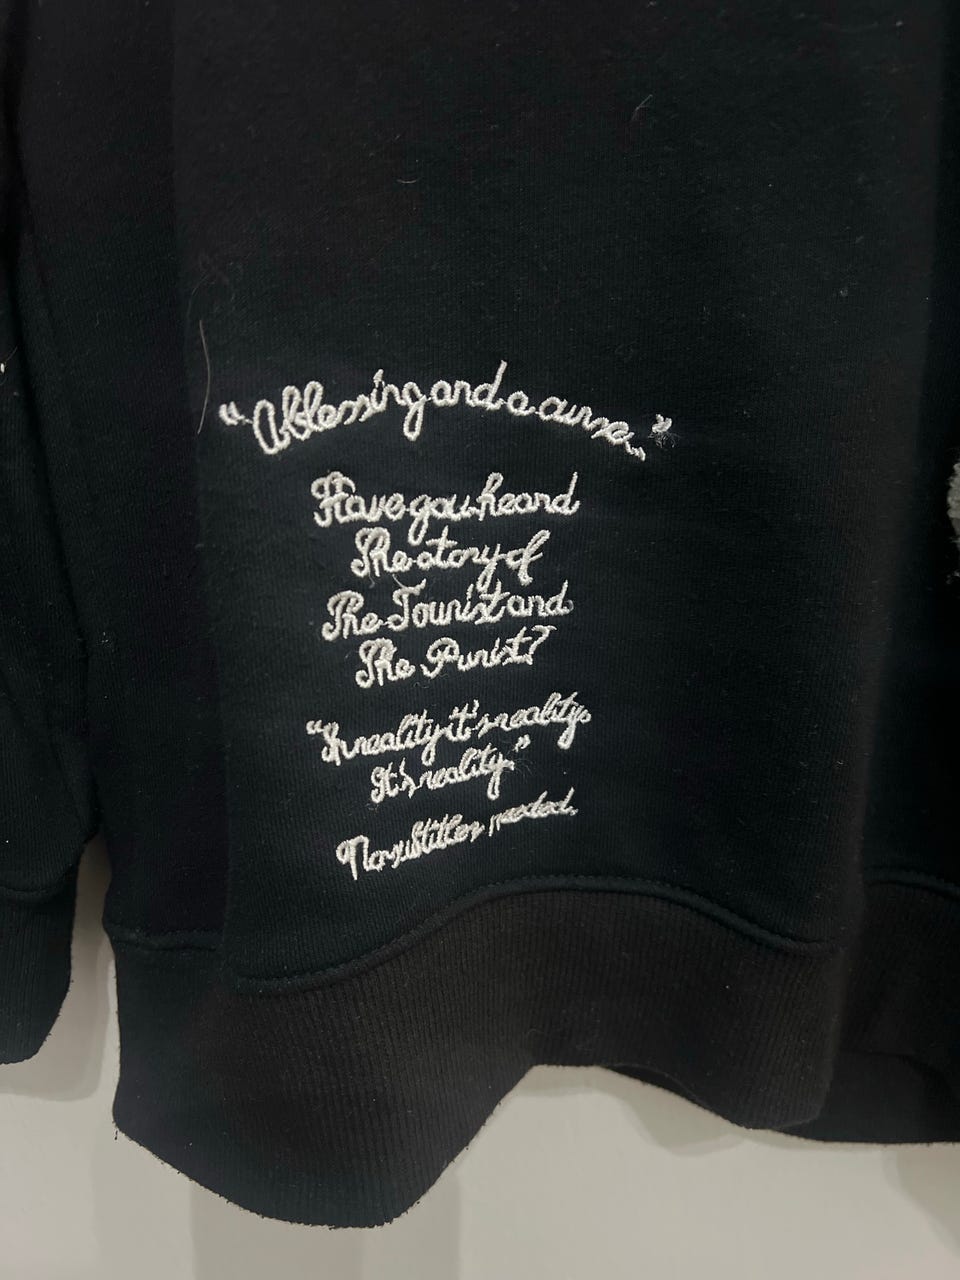 "A blessing and a curse.."
Have you heard
The story of
The Tourist and
The Purist?
"In reality it's reality.
It's reality."
No subtitles needed.